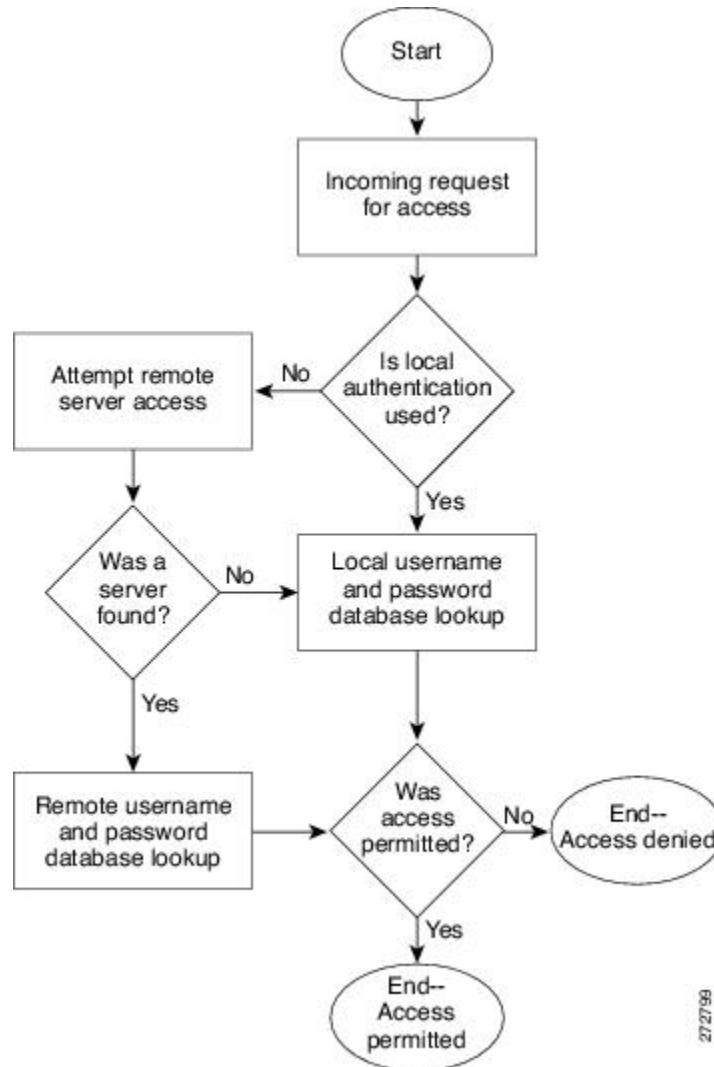 Start
Incoming request
for access
Is local
authentication
used?
No
Attempt remote
server access
Yes
Was a
server
found?
No
Local username
and password
database lookup
Yes
Remote username
and password
database lookup
Was
access
permitted?
No
End--
Access denied
Yes
End--
Access
permitted
272799